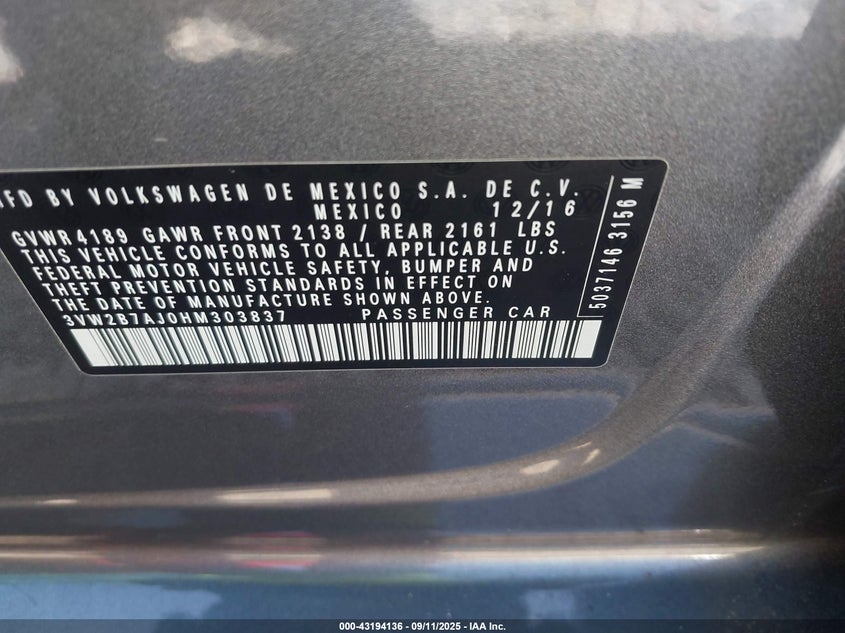 MFD BY VOLKSWAGEN DE MEXICO S.A. DE C.V.
MEXICO 12/16
GVWR 4189 GAWR FRONT 2138 / REAR 2161 LBS
THIS VEHICLE CONFORMS TO ALL APPLICABLE U.S.
FEDERAL MOTOR VEHICLE SAFETY, BUMPER AND
THEFT PREVENTION STANDARDS IN EFFECT ON
THE DATE OF MANUFACTURE SHOWN ABOVE.
3VW2B7AJ0HM303837 PASSENGER CAR
5037146 3156 M
000-43194136 - 09/11/2025 - IAA Inc.